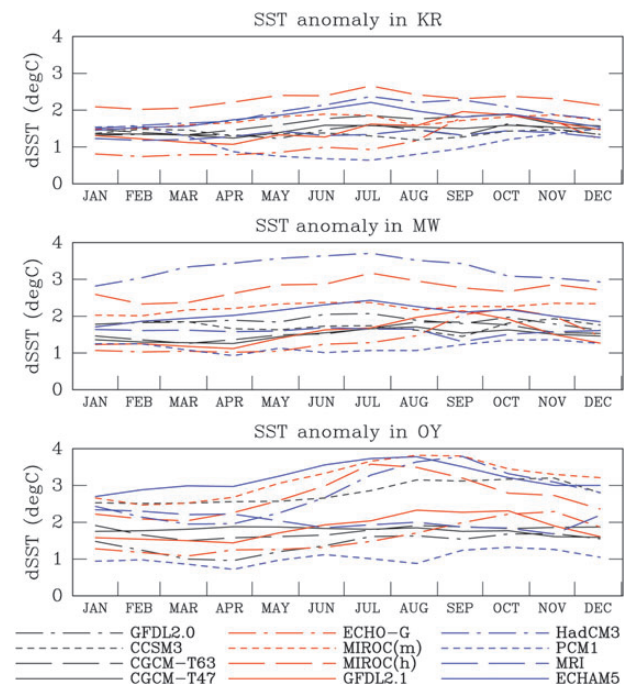 SST anomaly in KR
dSST (degC)
4
3
2
1
0
JAN FEB MAR APR MAY JUN JUL AUG SEP OCT NOV DEC
SST anomaly in MW
dSST (degC)
4
3
2
1
0
JAN FEB MAR APR MAY JUN JUL AUG SEP OCT NOV DEC
SST anomaly in OY
dSST (degC)
4
3
2
1
0
JAN FEB MAR APR MAY JUN JUL AUG SEP OCT NOV DEC
GFDL2.0 ECHO-G HadCM3
CCSM3 MIROC(m) PCM1
CGCM-T63 MIROC(h) MRI
CGCM-T47 GFDL2.1 ECHAM5